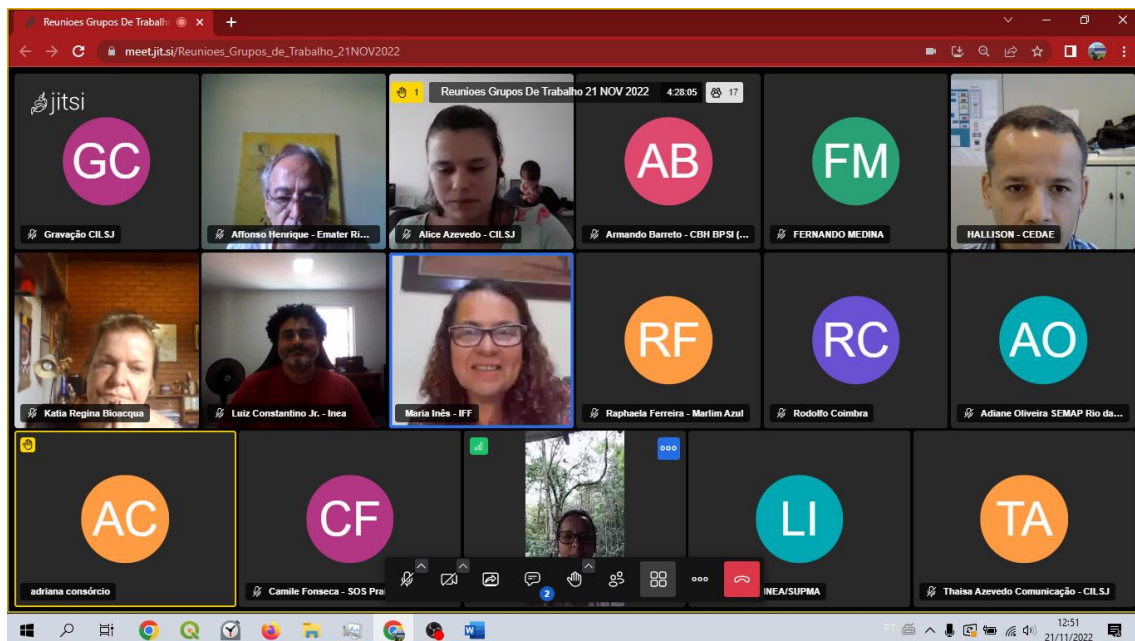 Reunioes Grupos De Trabalh
meet.jit.si/Reunioes_Grupos_de_Trabalho_21NOV2022
jitsi
1 Reunioes Grupos De Trabalho 21 NOV 2022 4:28:05 17
GC
AB
FM
Gravação CILSJ
Affonso Henrique - Emater Ri...
Alice Azevedo - CILSJ
Armando Barreto - CBH BPSI (...
FERNANDO MEDINA
HALLISON - CEDAE
RF
RC
AO
Katia Regina Bioacqua
Luiz Constantino Jr. - Inea
Maria Inês - IFF
Raphaela Ferreira - Marlim Azul
Rodolfo Coimbra
Adiane Oliveira SEMAP Rio da...
AC
CF
LI
TA
adriana consórcio
Camile Fonseca - SOS Prai
2
INEA/SUPMA
Thaisa Azevedo Comunicação - CILSJ
PT
12:51
21/11/2022